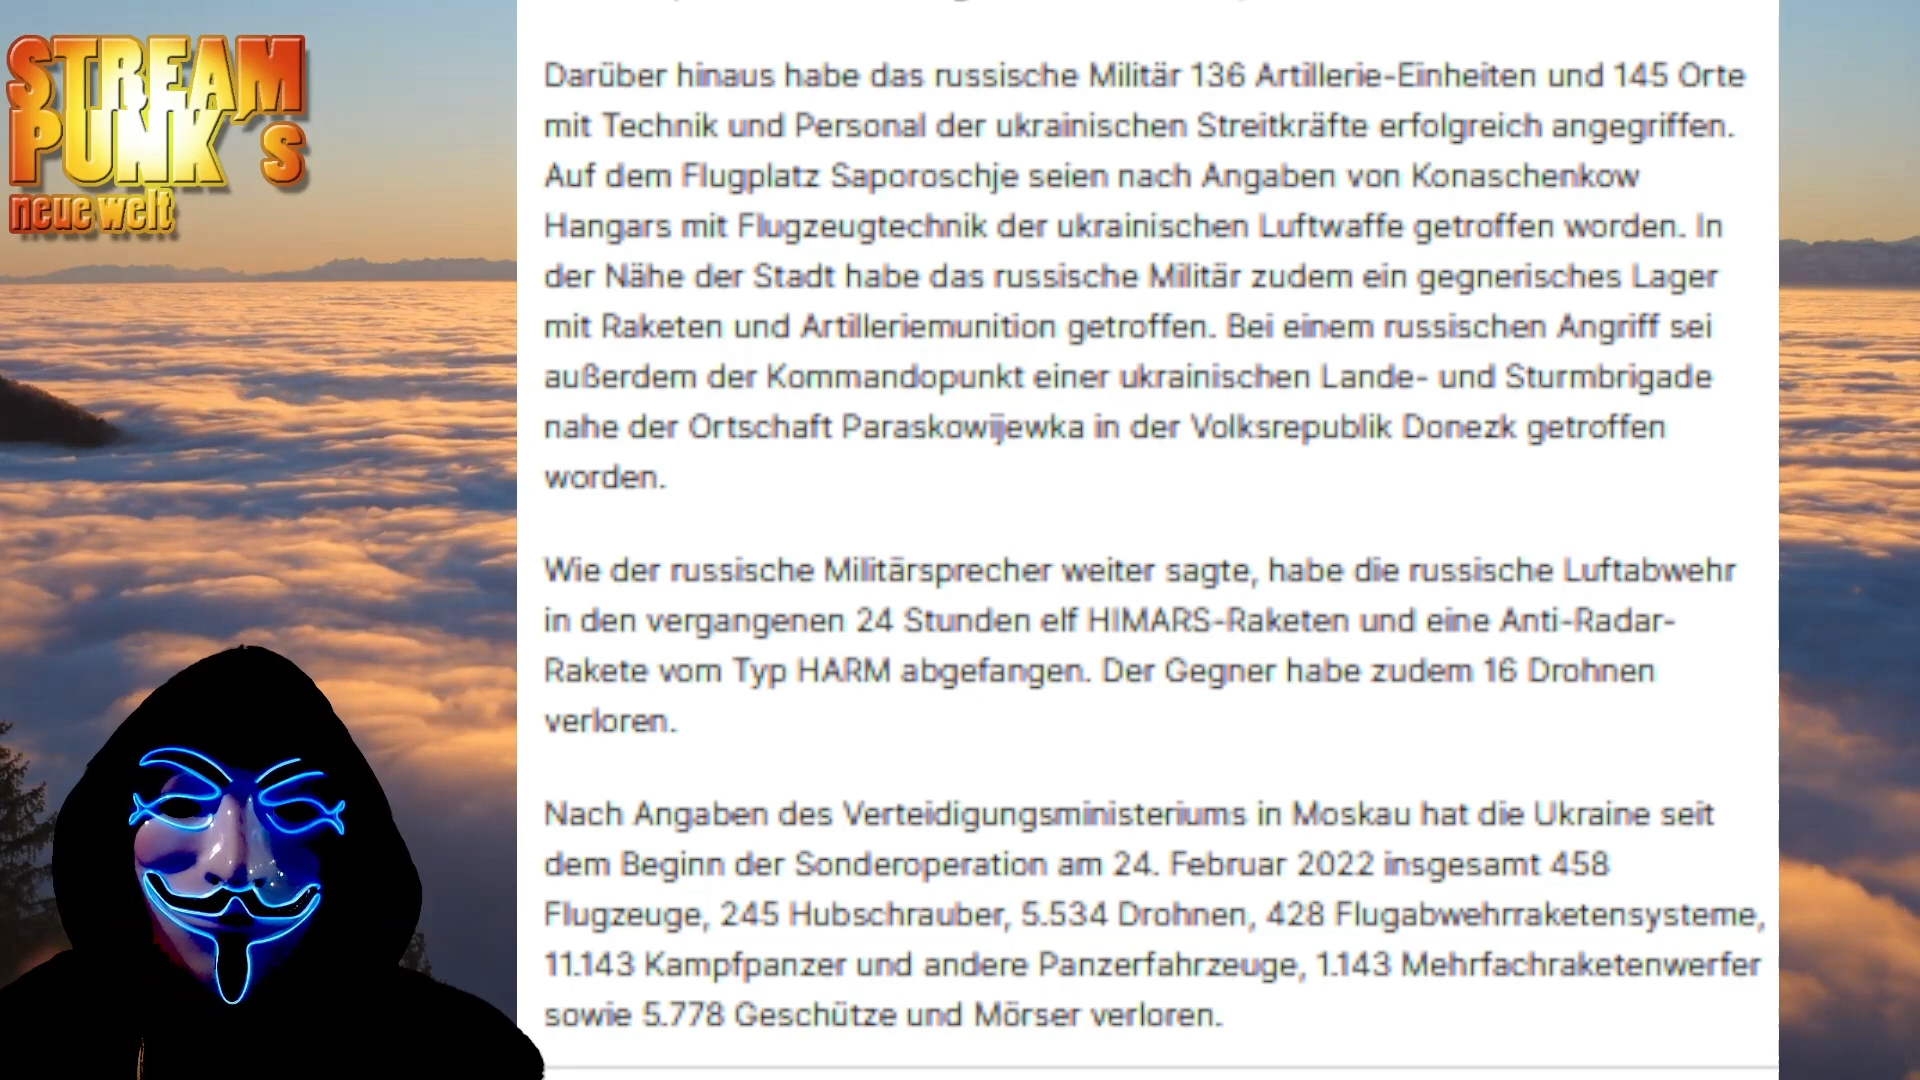 STREAM
PUNK´s
neue welt
Darüber hinaus habe das russische Militär 136 Artillerie-Einheiten und 145 Orte
mit Technik und Personal der ukrainischen Streitkräfte erfolgreich angegriffen.
Auf dem Flugplatz Saporoschje seien nach Angaben von Konaschenkow
Hangars mit Flugzeugtechnik der ukrainischen Luftwaffe getroffen worden. In
der Nähe der Stadt habe das russische Militär zudem ein gegnerisches Lager
mit Raketen und Artilleriemunition getroffen. Bei einem russischen Angriff sei
außerdem der Kommandopunkt einer ukrainischen Lande- und Sturmbrigade
nahe der Ortschaft Paraskowijewka in der Volksrepublik Donezk getroffen
worden.
Wie der russische Militärsprecher weiter sagte, habe die russische Luftabwehr
in den vergangenen 24 Stunden elf HIMARS-Raketen und eine Anti-Radar-
Rakete vom Typ HARM abgefangen. Der Gegner habe zudem 16 Drohnen
verloren.
Nach Angaben des Verteidigungsministeriums in Moskau hat die Ukraine seit
dem Beginn der Sonderoperation am 24. Februar 2022 insgesamt 458
Flugzeuge, 245 Hubschrauber, 5.534 Drohnen, 428 Flugabwehrraketensysteme,
11.143 Kampfpanzer und andere Panzerfahrzeuge, 1.143 Mehrfachraketenwerfer
sowie 5.778 Geschütze und Mörser verloren.